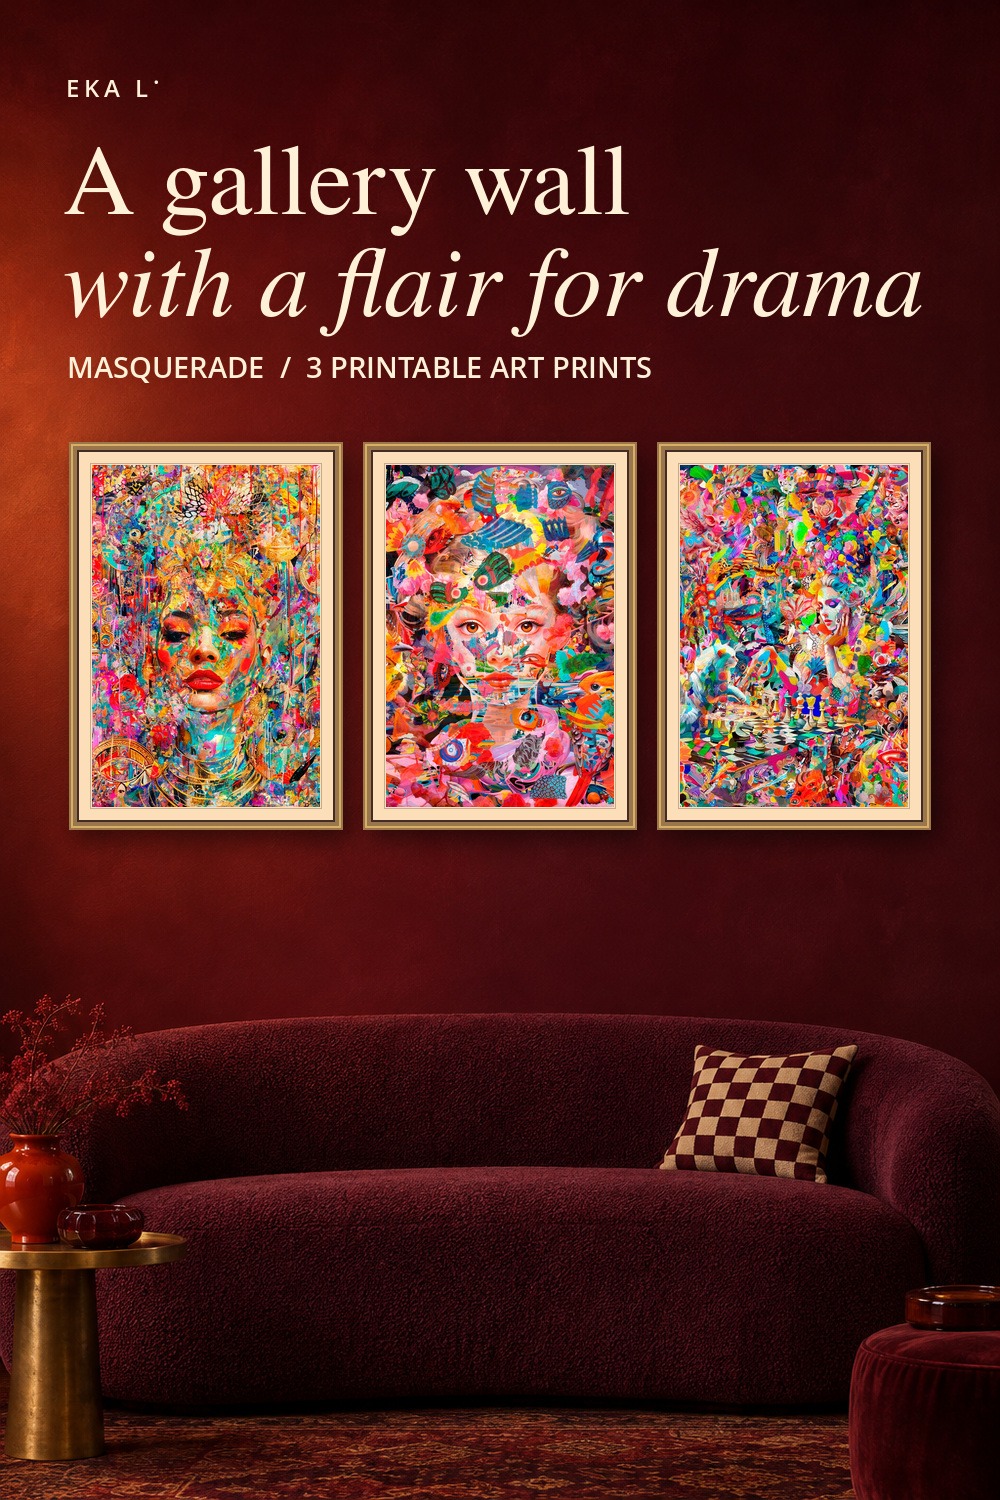 EKA L•
A gallery wall
with a flair for drama
MASQUERADE / 3 PRINTABLE ART PRINTS